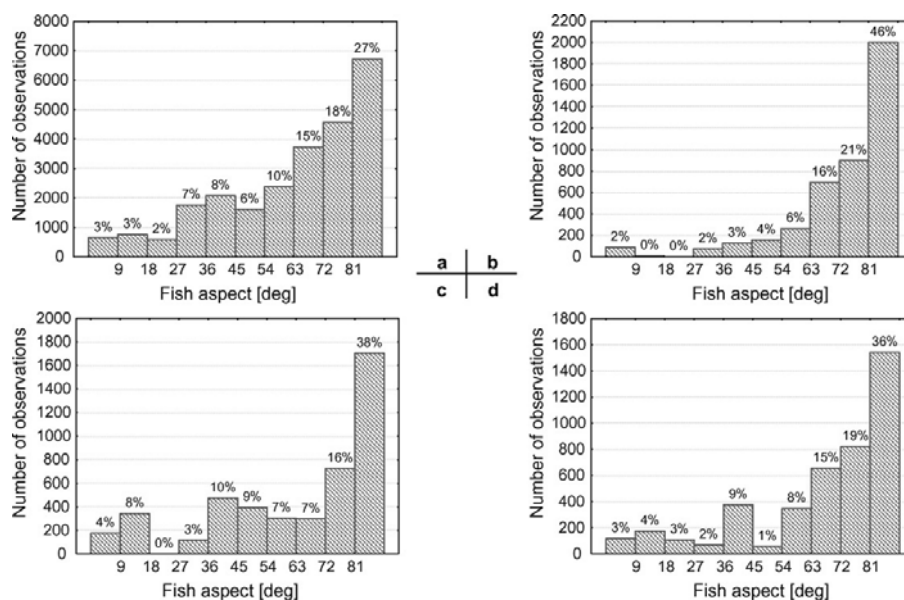 8000
7000
6000
5000
4000
3000
2000
1000
0
Number of observations
3% 3% 2% 7% 8% 6% 10% 15% 18% 27%
9 18 27 36 45 54 63 72 81
Fish aspect [deg]
2200
2000
1800
1600
1400
1200
1000
800
600
400
200
0
Number of observations
2% 0% 0% 2% 3% 4% 6% 16% 21% 46%
9 18 27 36 45 54 63 72 81
Fish aspect [deg]
a b
c d
2000
1800
1600
1400
1200
1000
800
600
400
200
0
Number of observations
4% 8% 0% 3% 10% 9% 7% 7% 16% 38%
9 18 27 36 45 54 63 72 81
Fish aspect [deg]
1800
1600
1400
1200
1000
800
600
400
200
0
Number of observations
3% 4% 3% 2% 9% 1% 8% 15% 19% 36%
9 18 27 36 45 54 63 72 81
Fish aspect [deg]